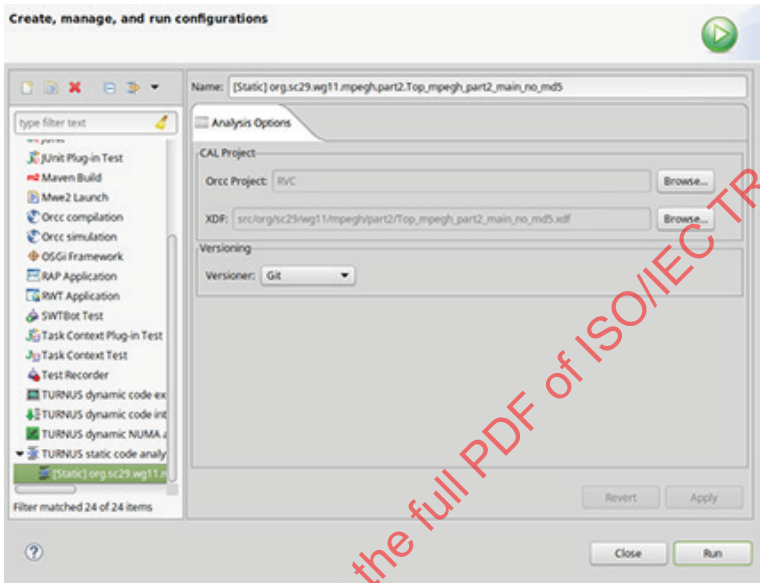 Create, manage, and run configurations
Name: [Static] org.sc29.wg11.mpegh.part2.Top_mpegh_part2_main_no_md5
type filter text
JUnit Plug-in Test
Maven Build
Mwe2 Launch
Orcc compilation
Orcc simulation
OSGi Framework
RAP Application
RWT Application
SWTBot Test
Task Context Plug-in Test
Task Context Test
Test Recorder
TURNUS dynamic code ex
TURNUS dynamic code int
TURNUS dynamic NUMA a
TURNUS static code analy
[Static] org.sc29.wg11.m
Filter matched 24 of 24 items
Analysis Options
CAL Project
Orcc Project: RVC Browse...
XDF: src/org/sc29/wg11/mpegh/part2/Top_mpegh_part2_main_no_md5.xdf Browse...
Versioning
Versioner: Git
Revert Apply
Close Run
the full PDF of ISO/IEC TR